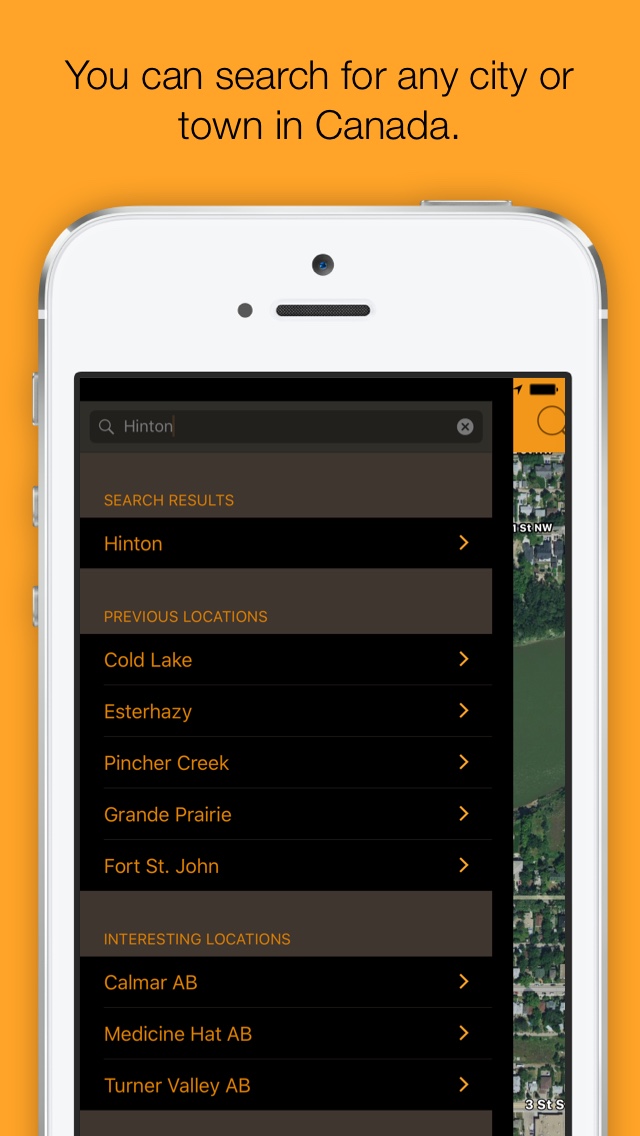 You can search for any city or
town in Canada.
Hinton
SEARCH RESULTS
Hinton
PREVIOUS LOCATIONS
Cold Lake
Esterhazy
Pincher Creek
Grande Prairie
Fort St. John
INTERESTING LOCATIONS
Calmar AB
Medicine Hat AB
Turner Valley AB
1 St NW
3 St S